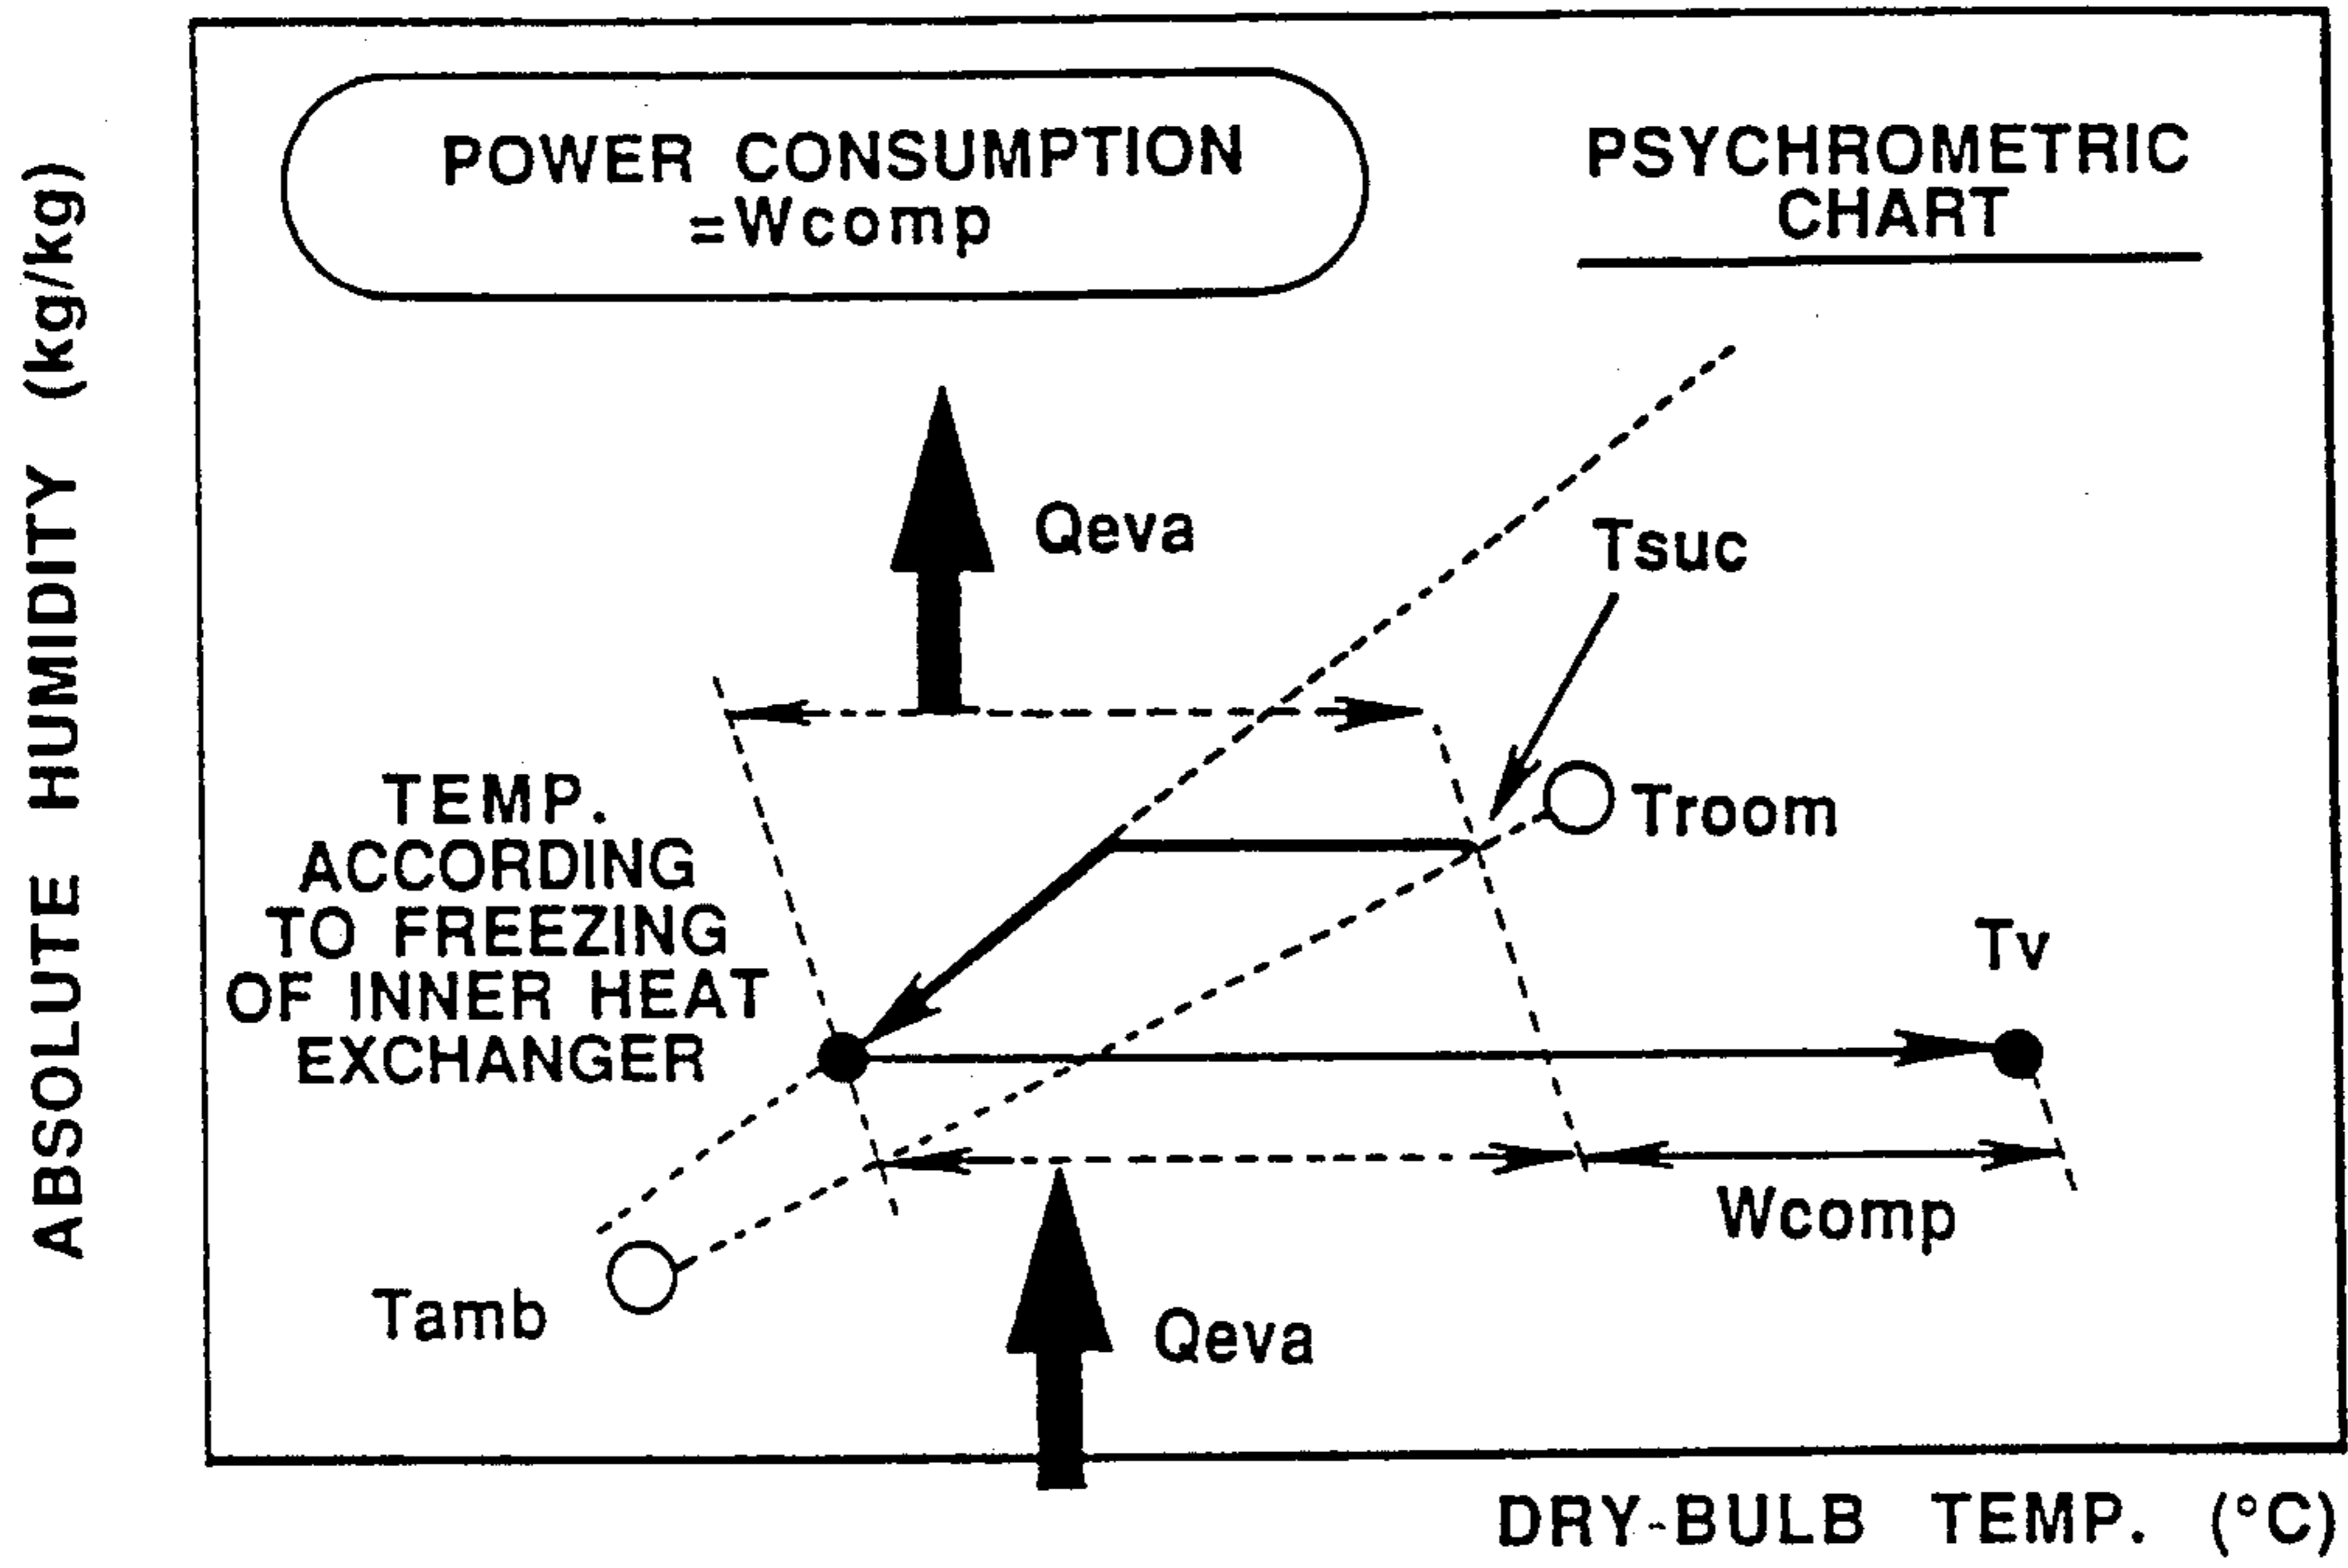 POWER CONSUMPTION
=Wcomp
PSYCHROMETRIC
CHART
ABSOLUTE HUMIDITY (kg/kg)
Qeva
Tsuc
Troom
TEMP.
ACCORDING
TO FREEZING
OF INNER HEAT
EXCHANGER
Tv
Wcomp
Tamb
Qeva
DRY-BULB TEMP. (°C)